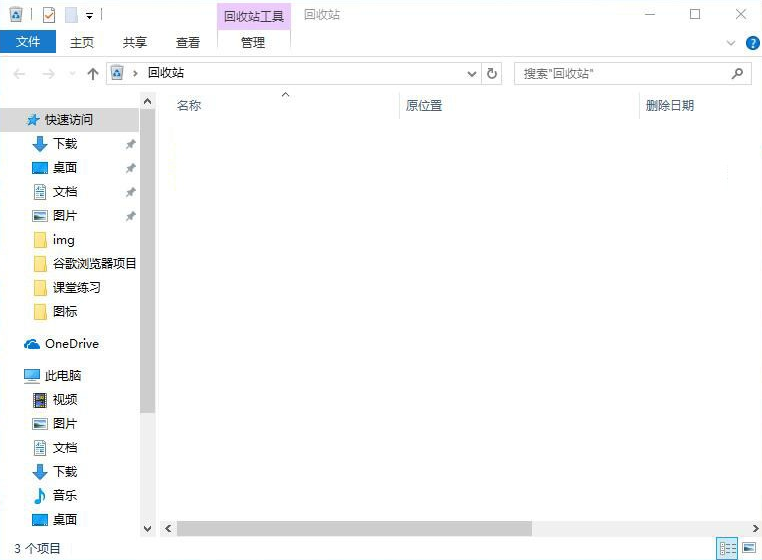 回收站工具 回收站
文件 主页 共享 查看 管理
回收站 搜索"回收站"
名称 原位置 删除日期
快速访问
下载
桌面
文档
图片
img
谷歌浏览器项目
课堂练习
图标
OneDrive
此电脑
视频
图片
文档
下载
音乐
桌面
3 个项目